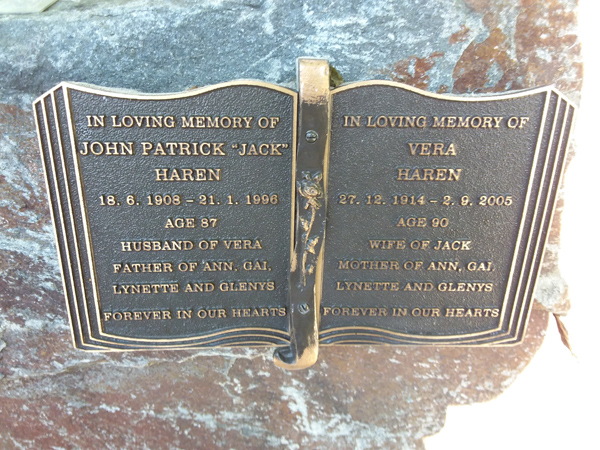 IN LOVING MEMORY OF
JOHN PATRICK "JACK"
HAREN
18. 6. 1908 - 21. 1. 1996
AGE 87
HUSBAND OF VERA
FATHER OF ANN, GAI,
LYNETTE AND GLENYS
FOREVER IN OUR HEARTS
IN LOVING MEMORY OF
VERA
HAREN
27. 12. 1914 - 2. 9. 2005
AGE 90
WIFE OF JACK
MOTHER OF ANN, GAI,
LYNETTE AND GLENYS
FOREVER IN OUR HEARTS